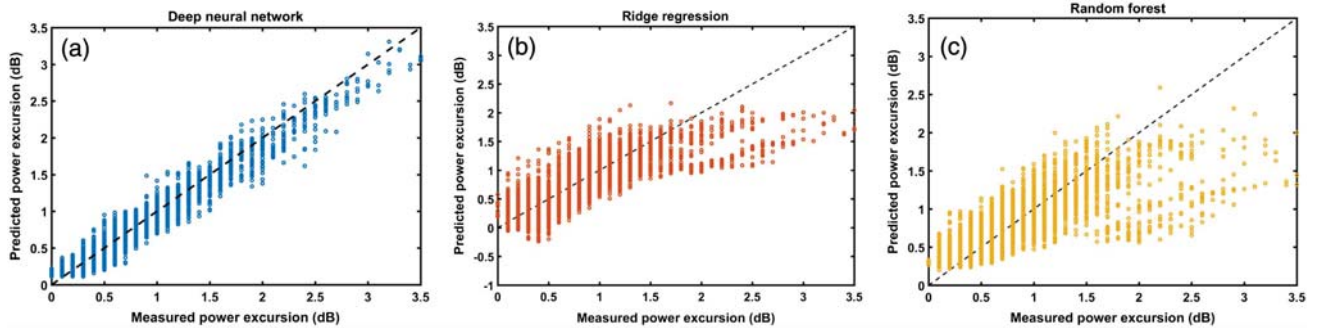 Deep neural network
(a)
Predicted power excursion (dB)
3.5
3
2.5
2
1.5
1
0.5
0
0 0.5 1 1.5 2 2.5 3 3.5
Measured power excursion (dB)
Ridge regression
(b)
Predicted power excursion (dB)
3.5
3
2.5
2
1.5
1
0.5
0
-0.5
-1
0 0.5 1 1.5 2 2.5 3 3.5
Measured power excursion (dB)
Random forest
(c)
Predicted power excursion (dB)
3.5
3
2.5
2
1.5
1
0.5
0
0 0.5 1 1.5 2 2.5 3 3.5
Measured power excursion (dB)